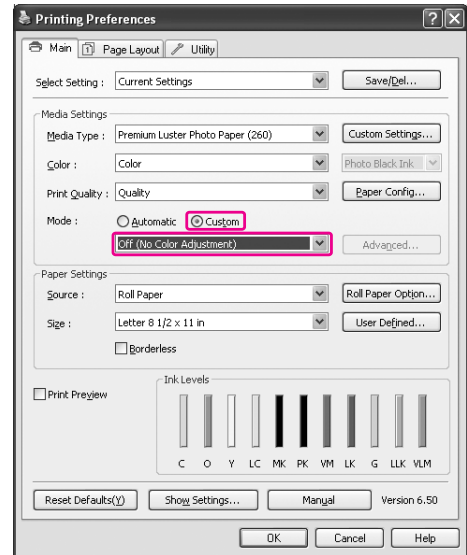 Printing Preferences
Main Page Layout Utility
Select Setting : Current Settings Save/Del...
Media Settings
Media Type : Premium Luster Photo Paper (260) Custom Settings...
Color : Color Photo Black Ink
Print Quality : Quality Paper Config...
Mode : Automatic Custom
Off (No Color Adjustment) Advanced...
Paper Settings
Source : Roll Paper Roll Paper Option...
Size : Letter 8 1/2 x 11 in User Defined...
Borderless
Print Preview
Ink Levels
C O Y LC MK PK VM LK G LLK VLM
Reset Defaults(Y) Show Settings... Manual Version 6.50
OK Cancel Help